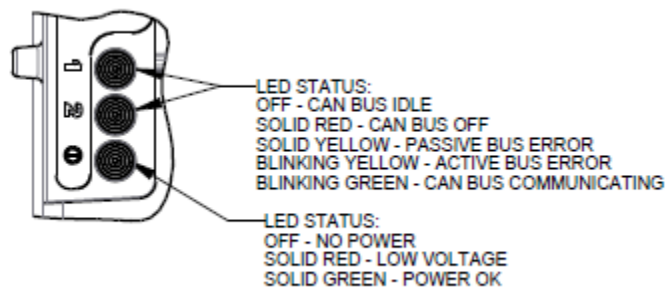 1
2
LED STATUS:
OFF - CAN BUS IDLE
SOLID RED - CAN BUS OFF
SOLID YELLOW - PASSIVE BUS ERROR
BLINKING YELLOW - ACTIVE BUS ERROR
BLINKING GREEN - CAN BUS COMMUNICATING
LED STATUS:
OFF - NO POWER
SOLID RED - LOW VOLTAGE
SOLID GREEN - POWER OK